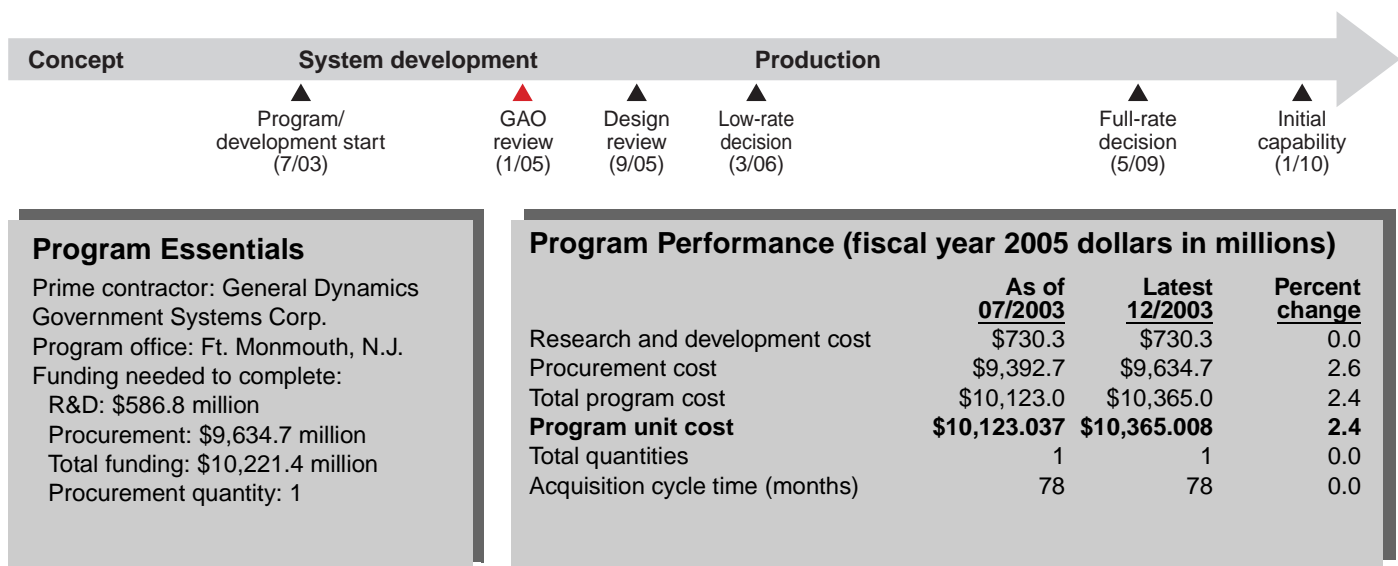 Concept System development Production
Program/ development start (7/03)
GAO review (1/05)
Design review (9/05)
Low-rate decision (3/06)
Full-rate decision (5/09)
Initial capability (1/10)
Program Essentials
Prime contractor: General Dynamics
Government Systems Corp.
Program office: Ft. Monmouth, N.J.
Funding needed to complete:
R&D: $586.8 million
Procurement: $9,634.7 million
Total funding: $10,221.4 million
Procurement quantity: 1
Program Performance (fiscal year 2005 dollars in millions)
As of Latest Percent
07/2003 12/2003 change
Research and development cost $730.3 $730.3 0.0
Procurement cost $9,392.7 $9,634.7 2.6
Total program cost $10,123.0 $10,365.0 2.4
Program unit cost $10,123.037 $10,365.008 2.4
Total quantities 1 1 0.0
Acquisition cycle time (months) 78 78 0.0